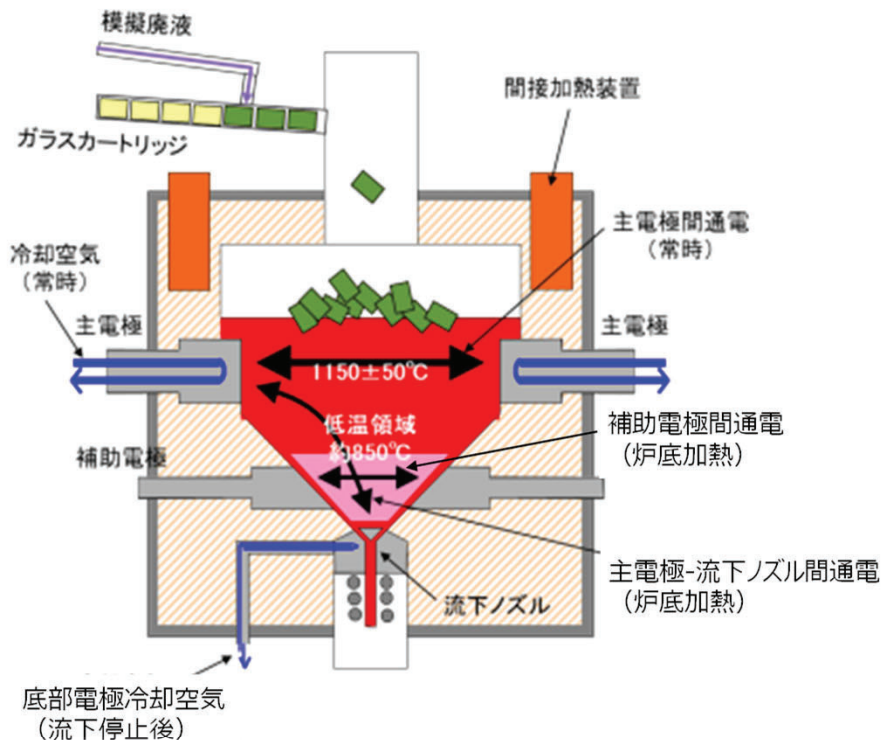 模擬廃液
ガラスカートリッジ
間接加熱装置
主電極間通電
（常時）
冷却空気
（常時）
主電極
主電極
1150±50℃
低温領域
約850℃
補助電極間通電
（炉底加熱）
補助電極
主電極-流下ノズル間通電
（炉底加熱）
流下ノズル
底部電極冷却空気
（流下停止後）